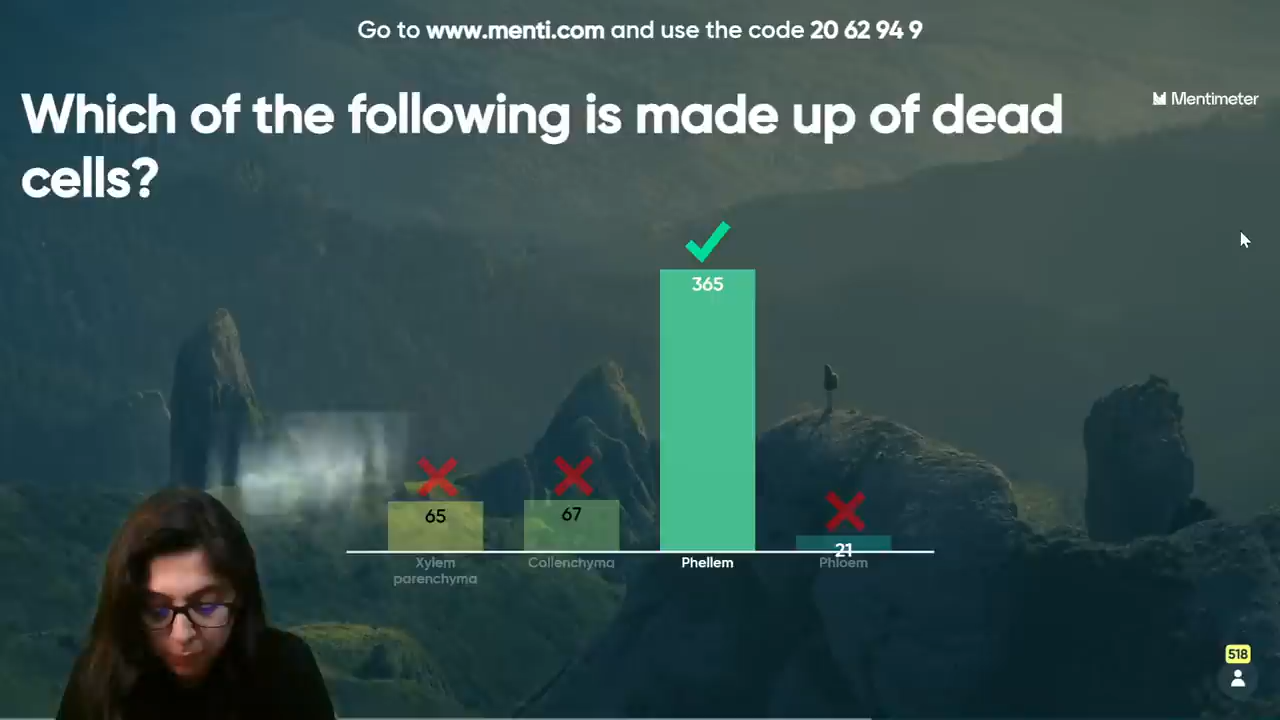 Go to www.menti.com and use the code 20 62 94 9
Mentimeter
Which of the following is made up of dead
cells?
365
65
67
21
Xylem
parenchyma
Collenchyma
Phellem
Phloem
518